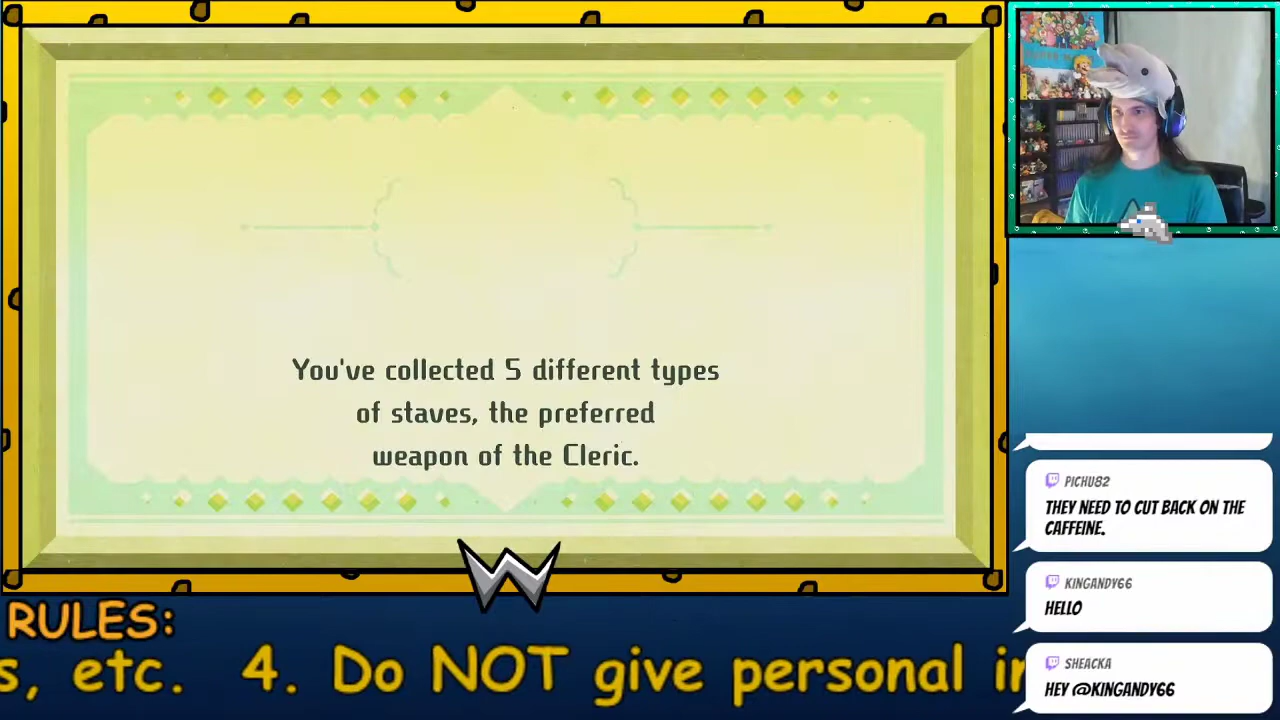 You've collected 5 different types
of staves, the preferred
weapon of the Cleric.
PICHU82
THEY NEED TO CUT BACK ON THE
CAFFEINE.
KINGANDY66
HELLO
SHEACKA
HEY @KINGANDY66
RULES:
s, etc. 4. Do NOT give personal in